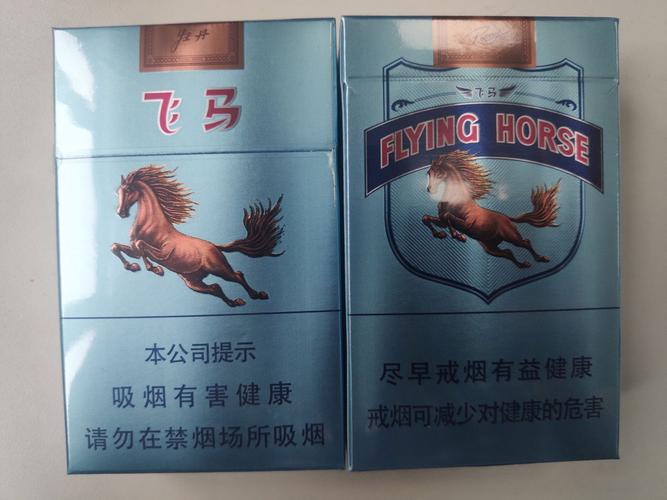 牡丹
飞马
本公司提示
吸烟有害健康
请勿在禁烟场所吸烟
飞马
FLYING HORSE
尽早戒烟有益健康
戒烟可减少对健康的危害